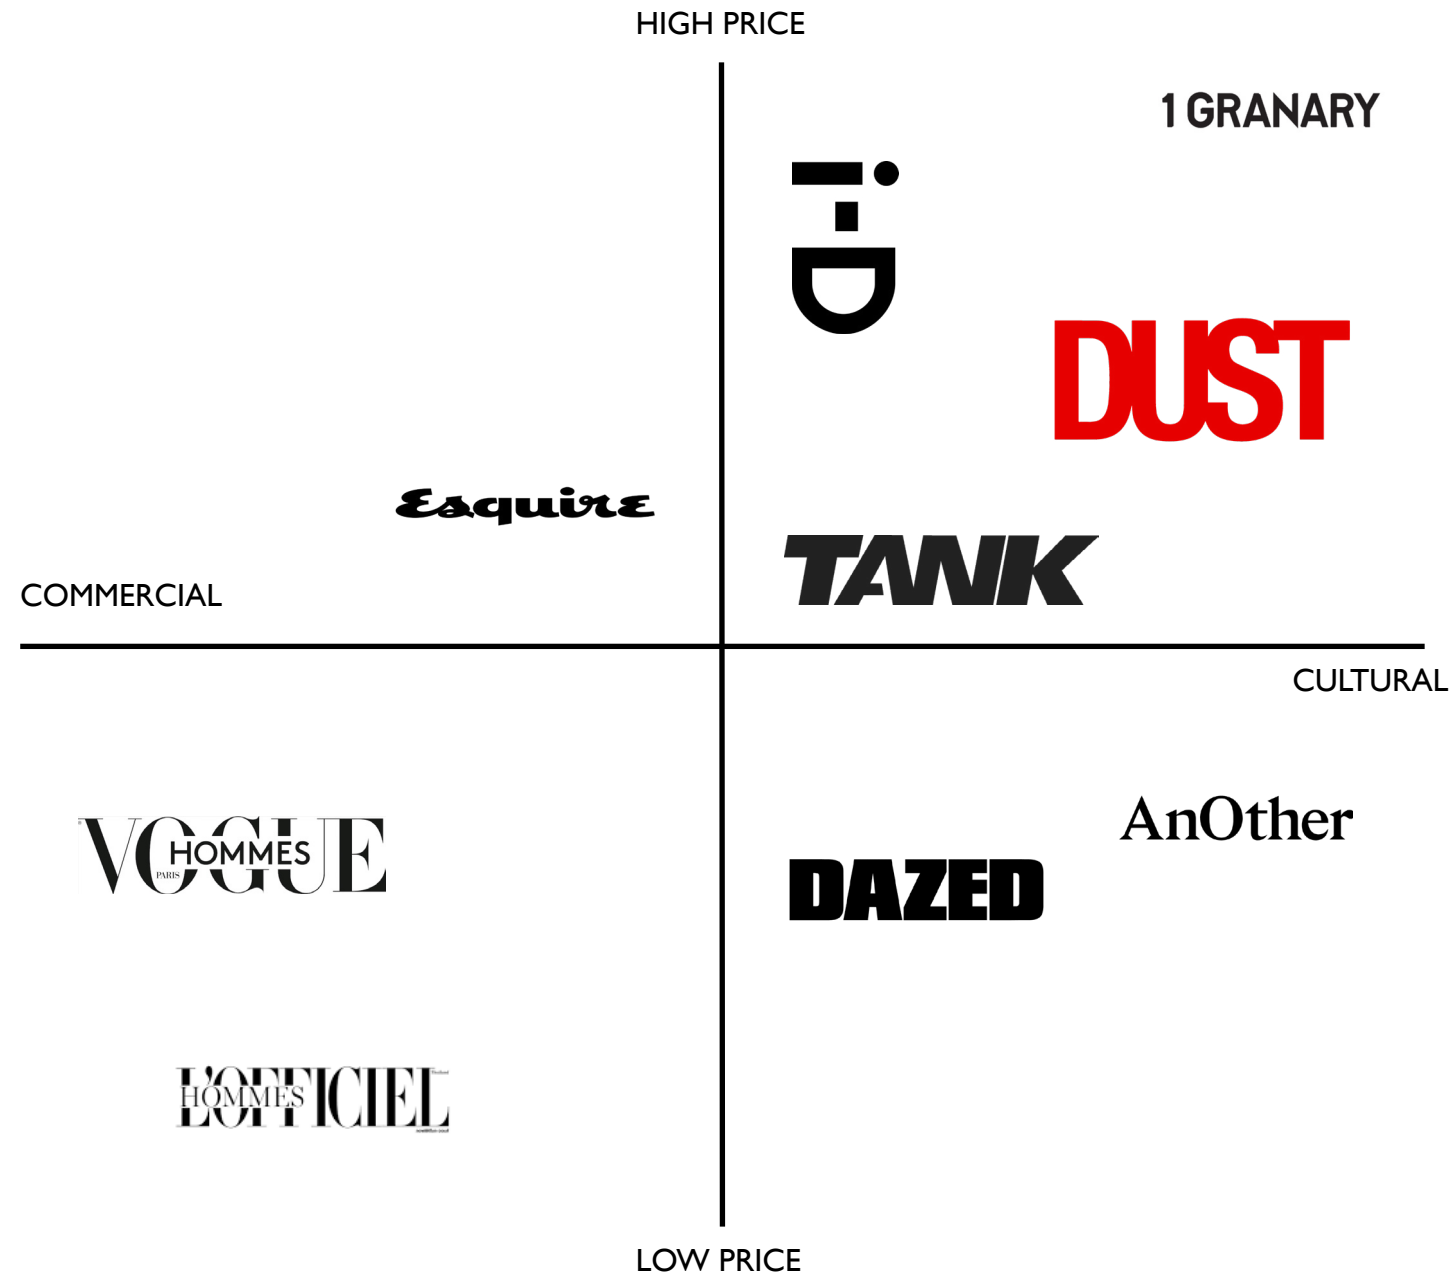 HIGH PRICE
1 GRANARY
i-D
DUST
Esquire
TANK
COMMERCIAL
CULTURAL
AnOther
VOGUE
HOMMES
PARIS
DAZED
L'OFFICIEL
HOMMES
LOW PRICE